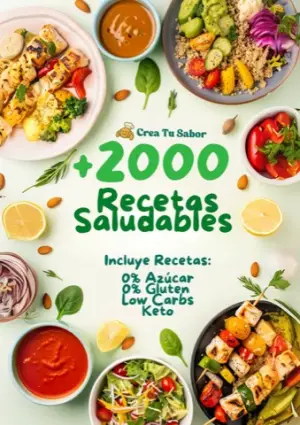 Crea Tu Sabor
+2000
Recetas
Saludables
Incluye Recetas:
0% Azúcar
0% Gluten
Low Carbs
Keto